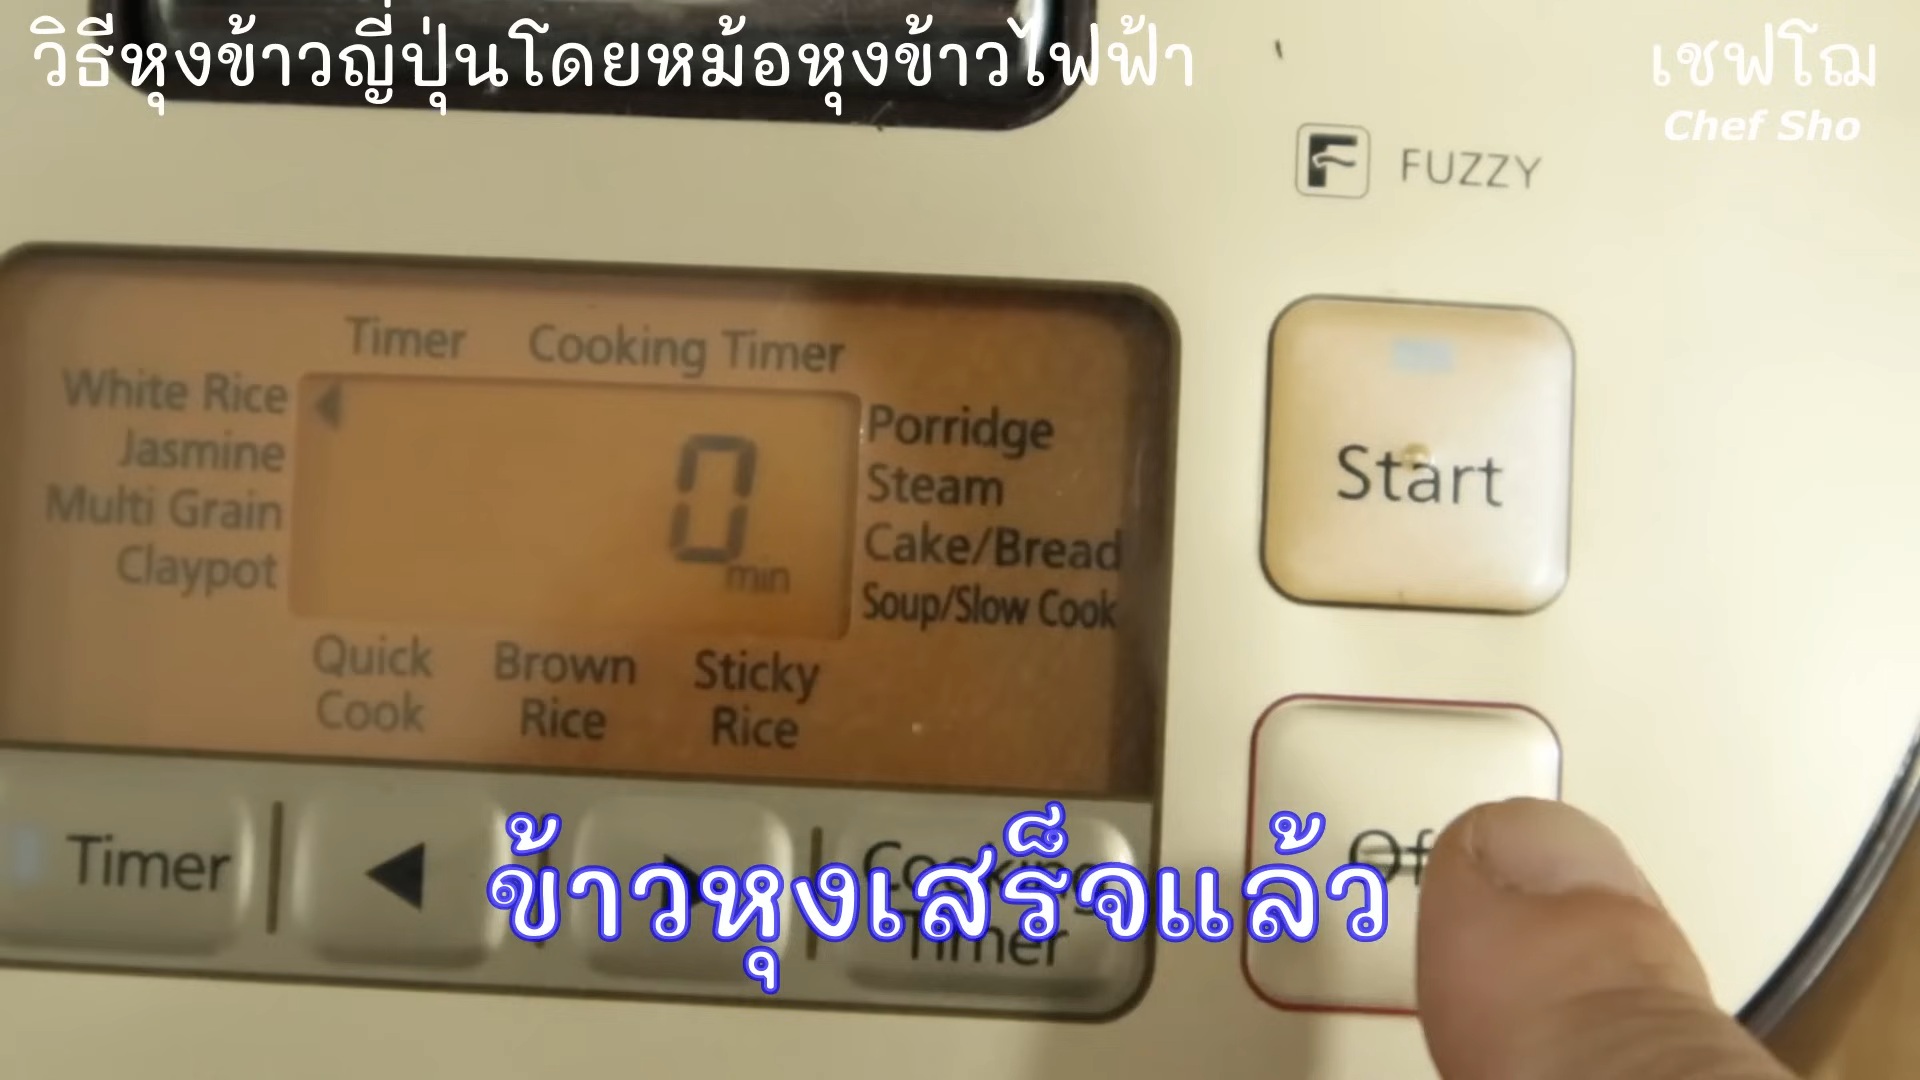 วิธีหุงข้าวญี่ปุ่นโดยหม้อหุงข้าวไฟฟ้า
เชฟโฌ
Chef Sho
FUZZY
Timer Cooking Timer
White Rice
Jasmine
Multi Grain
Claypot
0
min
Porridge
Steam
Cake/Bread
Soup/Slow Cook
Quick Cook
Brown Rice
Sticky Rice
Start
Timer
Cooking
Timer
ข้าวหุงเสร็จแล้ว